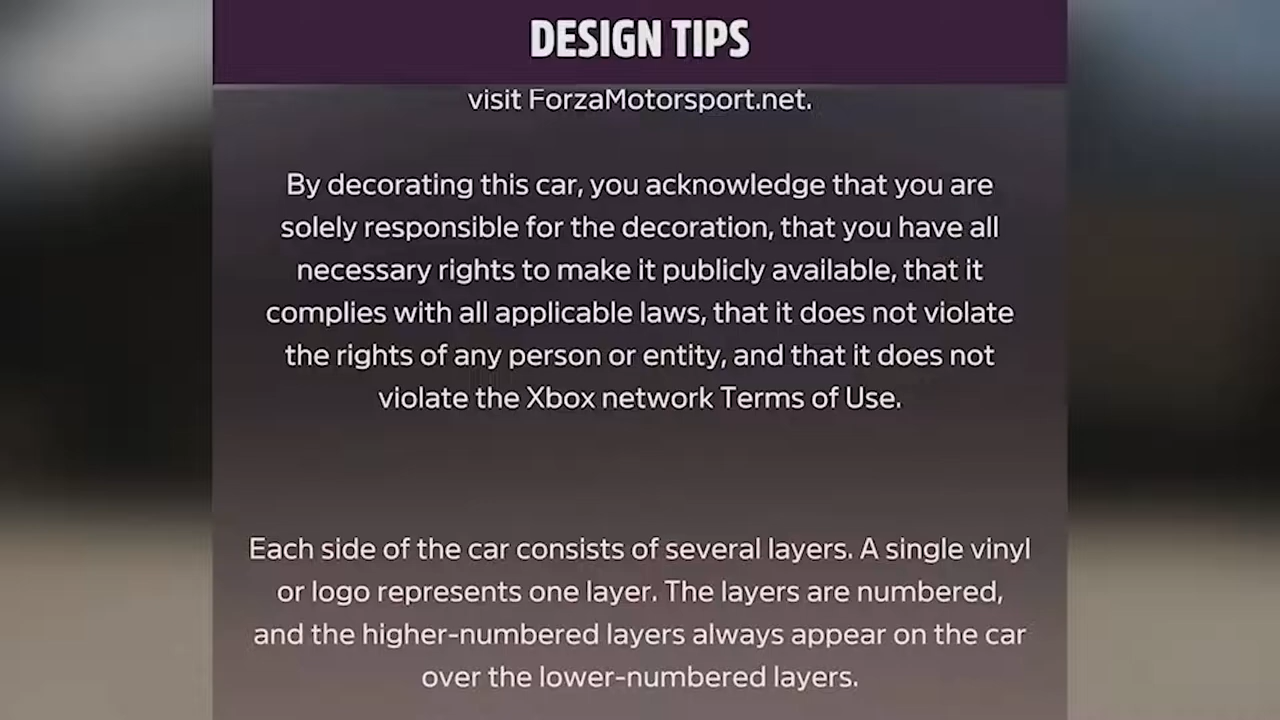 DESIGN TIPS
visit ForzaMotorsport.net.
By decorating this car, you acknowledge that you are
solely responsible for the decoration, that you have all
necessary rights to make it publicly available, that it
complies with all applicable laws, that it does not violate
the rights of any person or entity, and that it does not
violate the Xbox network Terms of Use.
Each side of the car consists of several layers. A single vinyl
or logo represents one layer. The layers are numbered,
and the higher-numbered layers always appear on the car
over the lower-numbered layers.